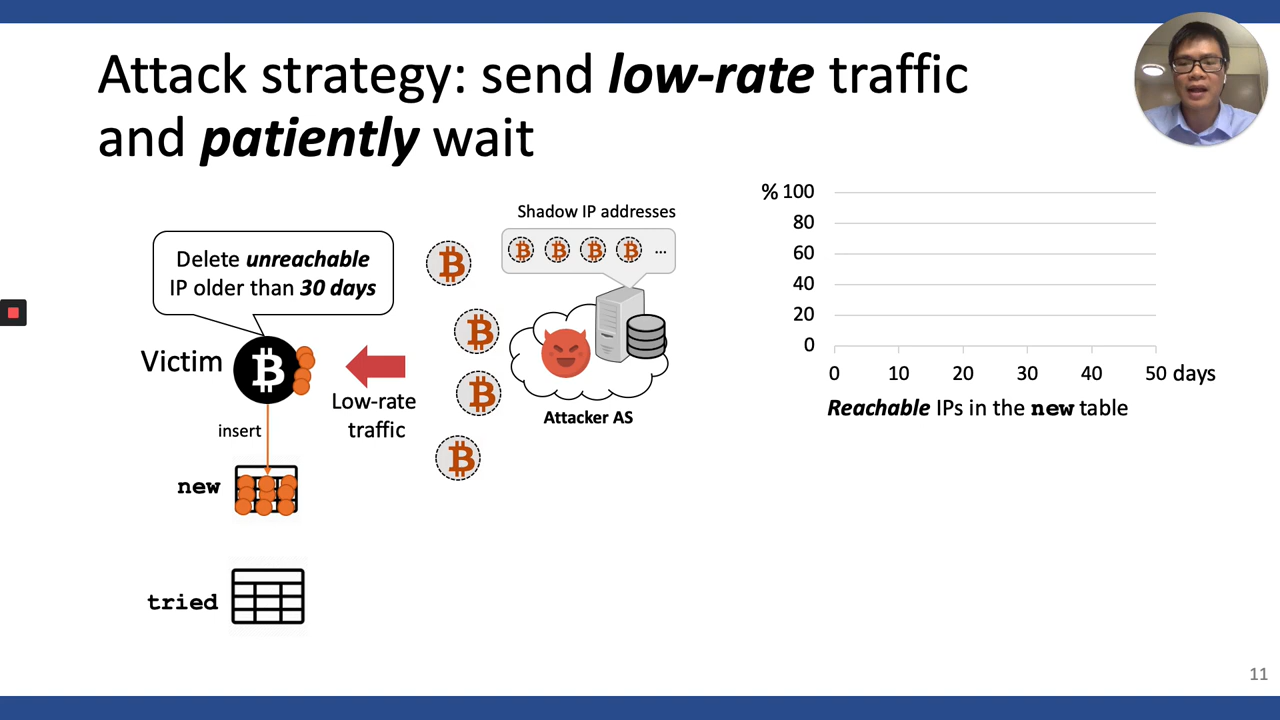 Attack strategy: send low-rate traffic
and patiently wait
Delete unreachable
IP older than 30 days
Victim
insert
new
tried
Low-rate
traffic
Shadow IP addresses
...
Attacker AS
% 100
80
60
40
20
0
0 10 20 30 40 50 days
Reachable IPs in the new table
11